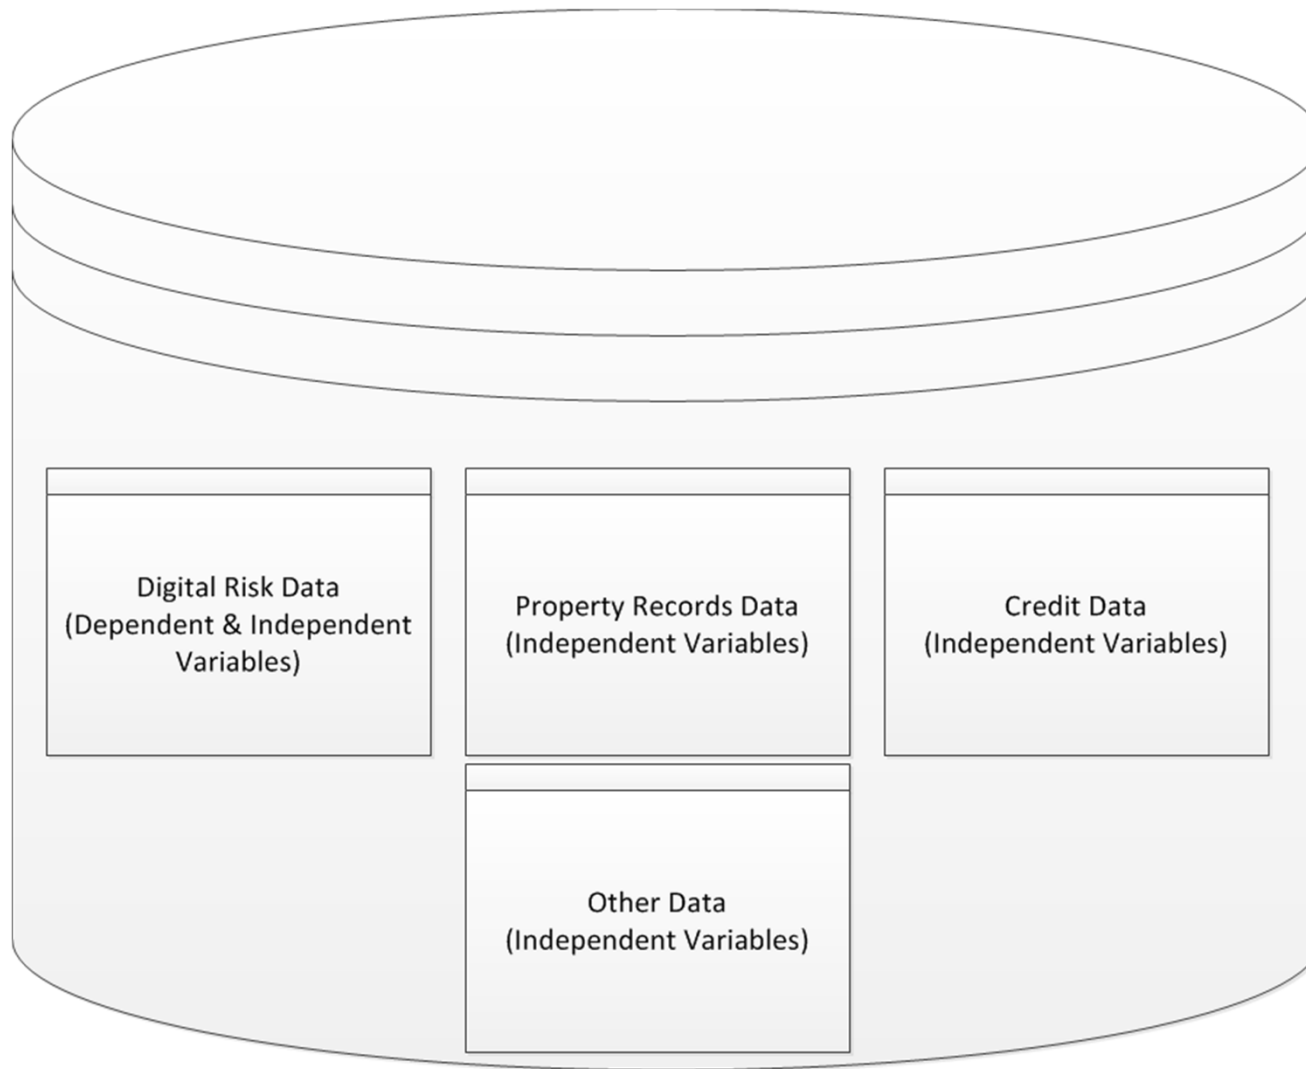 Digital Risk Data
(Dependent & Independent
Variables)
Property Records Data
(Independent Variables)
Credit Data
(Independent Variables)
Other Data
(Independent Variables)